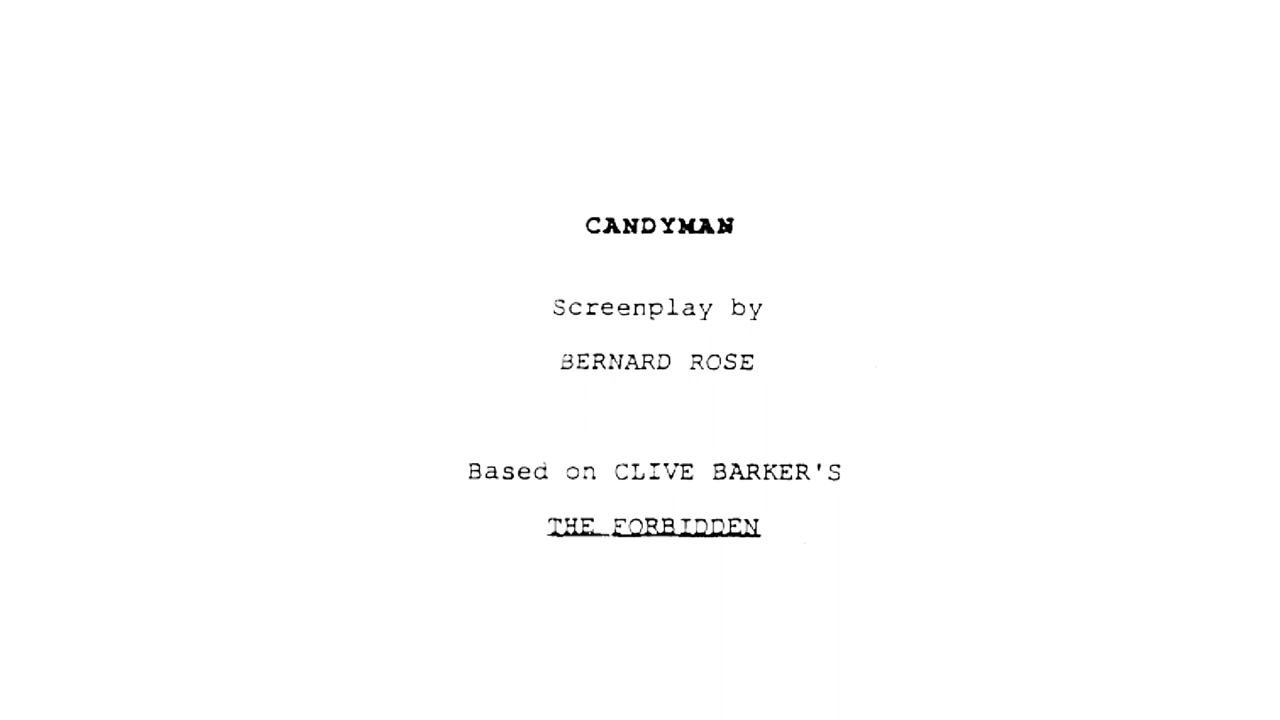 CANDYMAN
Screenplay by
BERNARD ROSE
Based on CLIVE BARKER'S
THE FORBIDDEN